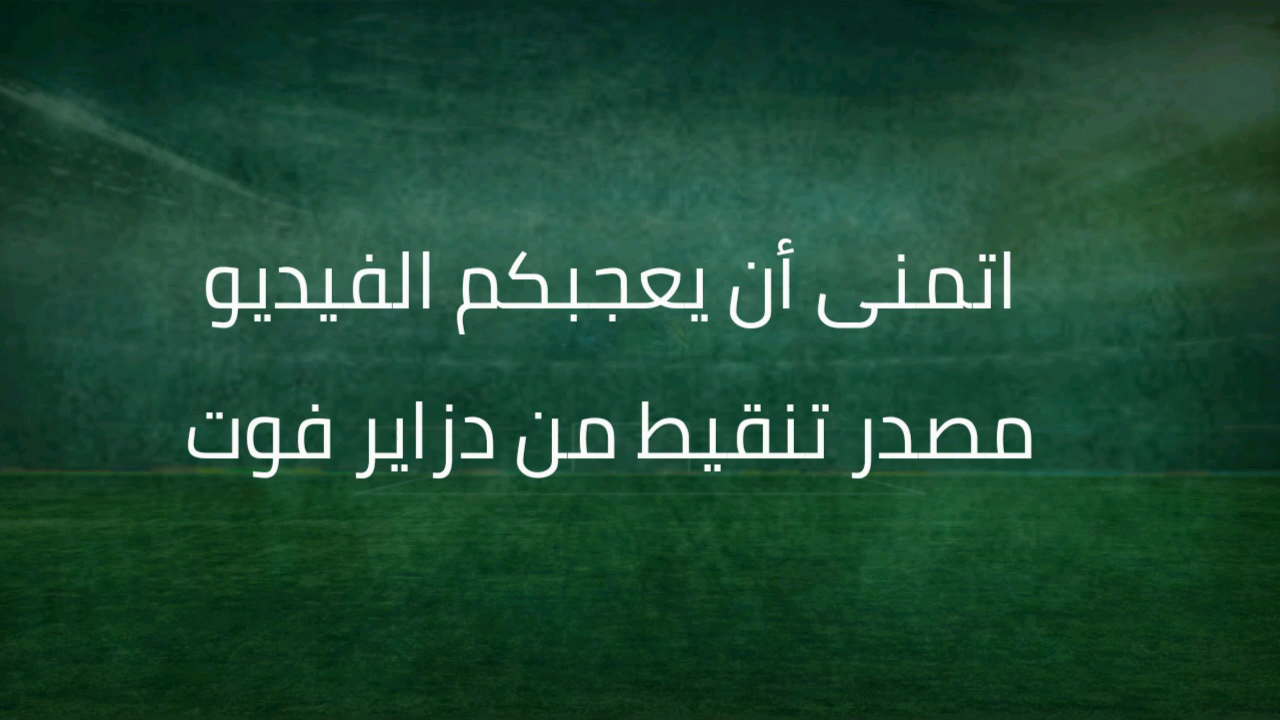 اتمنى أن يعجبكم الفيديو
مصدر تنقيط من دزاير فوت